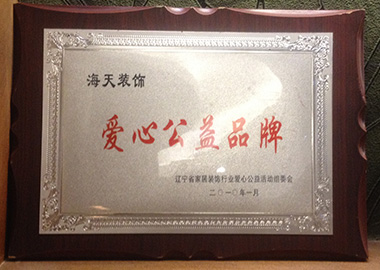 海天装饰
爱心公益品牌
辽宁省家居装饰行业爱心公益活动组委会
二〇一〇年一月